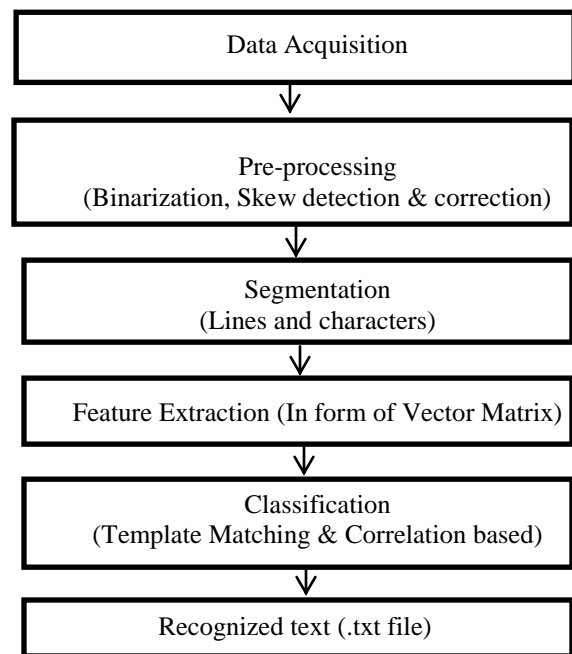 Data Acquisition
Pre-processing
(Binarization, Skew detection & correction)
Segmentation
(Lines and characters)
Feature Extraction (In form of Vector Matrix)
Classification
(Template Matching & Correlation based)
Recognized text (.txt file)